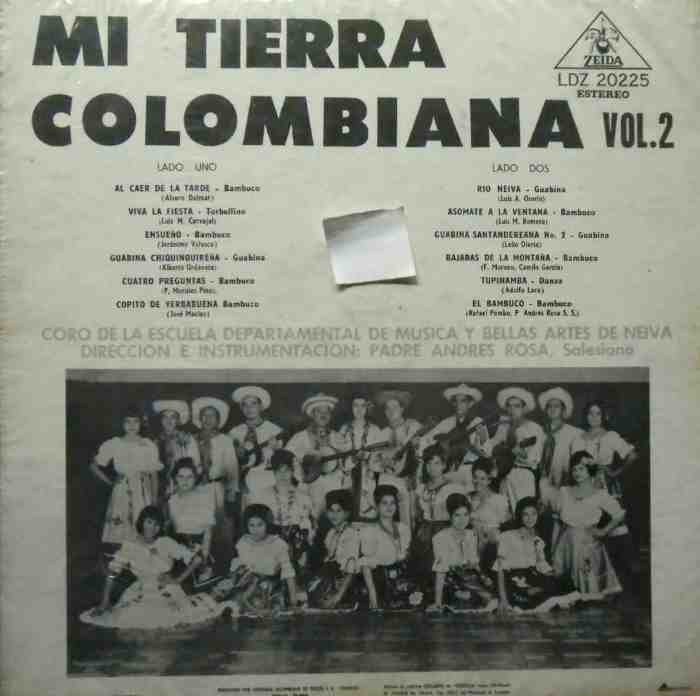 MI TIERRA
COLOMBIANA VOL.2
ZEIDA
LDZ 20225
ESTEREO
LADO UNO
AL CAER DE LA TARDE - Bambuco
(Alvaro Dalmar)
VIVA LA FIESTA - Torbellino
(Luis M. Carvajal)
ENSUEÑO - Bambuco
(Jerónimo Velasco)
GUABINA CHIQUINQUIREÑA - Guabina
(Alberto Urdaneta)
CUATRO PREGUNTAS - Bambuco
(P. Morales Pino)
COPITO DE YERBABUENA Bambuco
(José Macías)
LADO DOS
RIO NEIVA - Guabina
(Luis A. Osorio)
ASOMATE A LA VENTANA - Bambuco
(Luis M. Romero)
GUABINA SANTANDEREANA No. 2 - Guabina
(Lelio Olarte)
BAJABAS DE LA MONTAÑA - Bambuco
(F. Moreno, Camilo García)
TUPINAMBA - Danza
(Adolfo Lara)
EL BAMBUCO - Bambuco
(Rafael Pombo, P. Andrés Rosa S. S.)
CORO DE LA ESCUELA DEPARTAMENTAL DE MUSICA Y BELLAS ARTES DE NEIVA
DIRECCION E INSTRUMENTACION: PADRE ANDRES ROSA, Salesiano